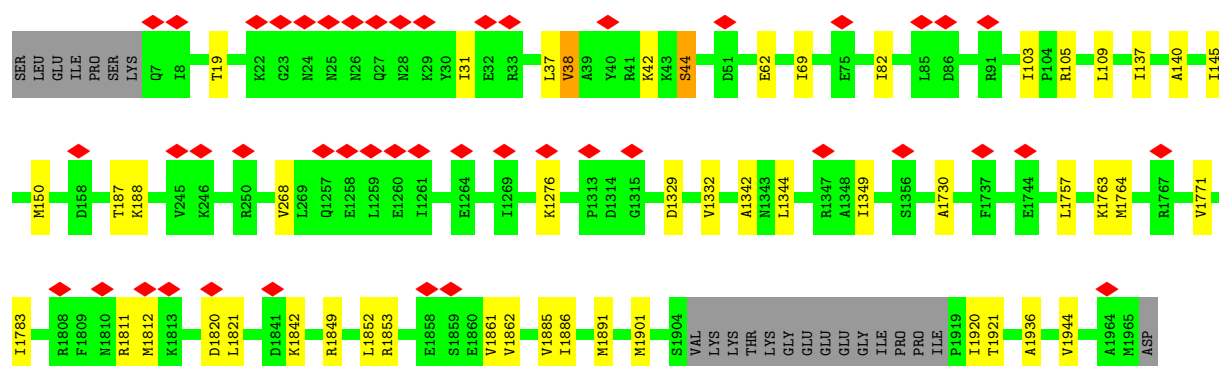 SER LEU GLU ILE PRO SER LYS Q7 I8 T19 K22 G23 N24 N25 N26 Q27 N28 K29 Y30 I31 E32 R33 L37 V38 A39 Y40 R41 K42 K43 S44 D51 E62 I69 E75 I82 L85 D86 R91 I103 P104 R105 L109 I137 A140 I145
M150 D158 T187 K188 V245 K246 R250 V268 L269 Q1257 E1258 L1259 E1260 I1261 E1264 I1269 K1276 P1313 D1314 G1315 D1329 V1332 A1342 N1343 L1344 R1347 A1348 I1349 S1356 A1730 F1737 E1744 L1757 K1763 M1764 R1767 V1771
I1783 R1808 F1809 N1810 R1811 M1812 K1813 D1820 L1821 D1841 K1842 R1849 L1852 R1853 E1858 S1859 E1860 V1861 V1862 V1885 I1886 M1891 M1901 S1904 VAL LYS LYS THR LYS GLY GLU GLU GLU GLY ILE PRO PRO ILE P1919 I1920 T1921 A1936 V1944 A1964 M1965 ASP